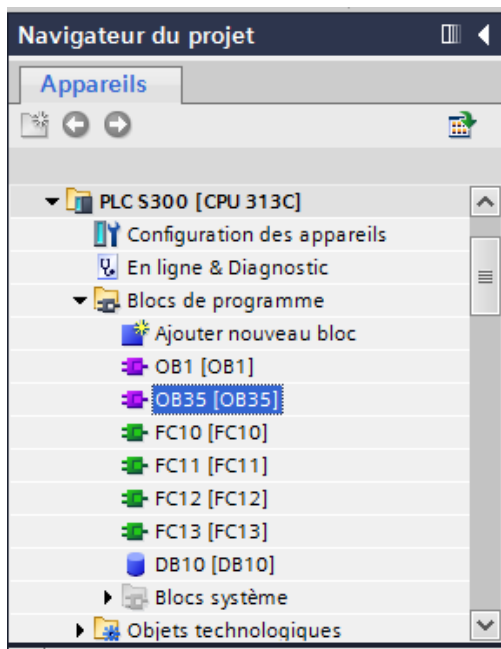 Navigateur du projet
Appareils
PLC S300 [CPU 313C]
Configuration des appareils
En ligne & Diagnostic
Blocs de programme
Ajouter nouveau bloc
OB1 [OB1]
OB35 [OB35]
FC10 [FC10]
FC11 [FC11]
FC12 [FC12]
FC13 [FC13]
DB10 [DB10]
Blocs système
Objets technologiques